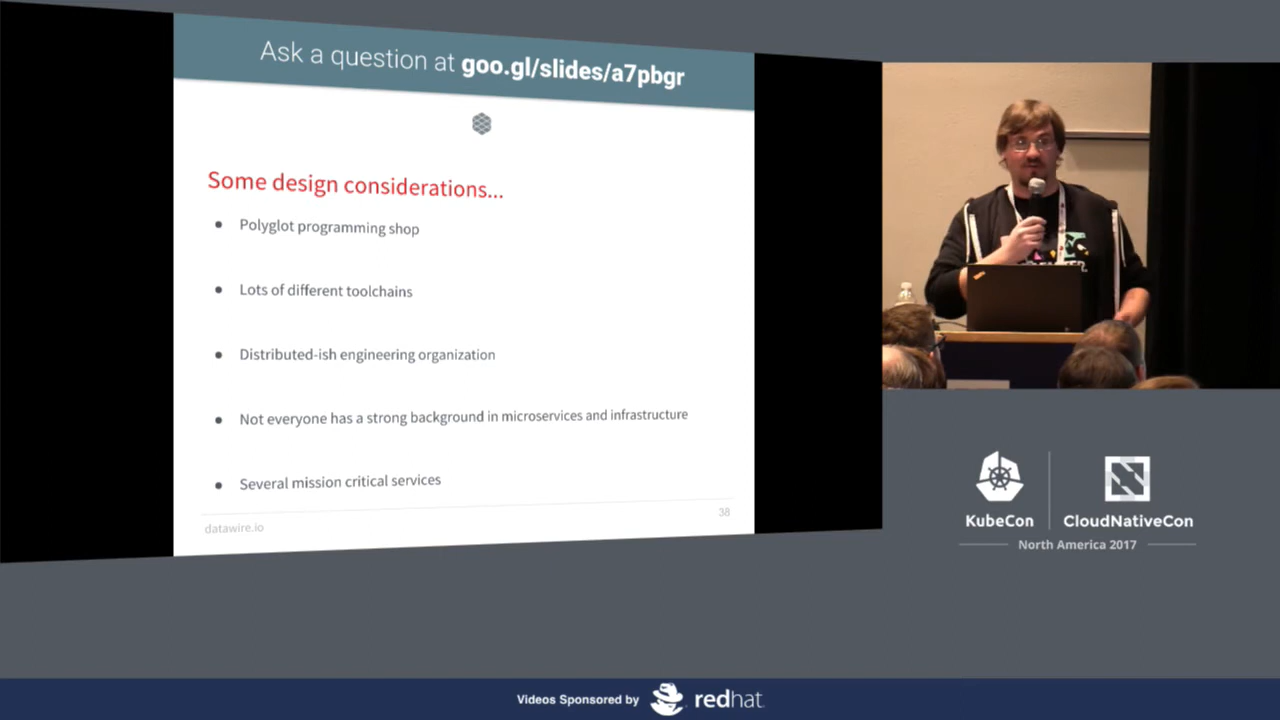 Ask a question at goo.gl/slides/a7pbgr
Some design considerations...
Polyglot programming shop
Lots of different toolchains
Distributed-ish engineering organization
Not everyone has a strong background in microservices and infrastructure
Several mission critical services
datawire.io
38
KubeCon
CloudNativeCon
North America 2017
Videos Sponsored by
redhat